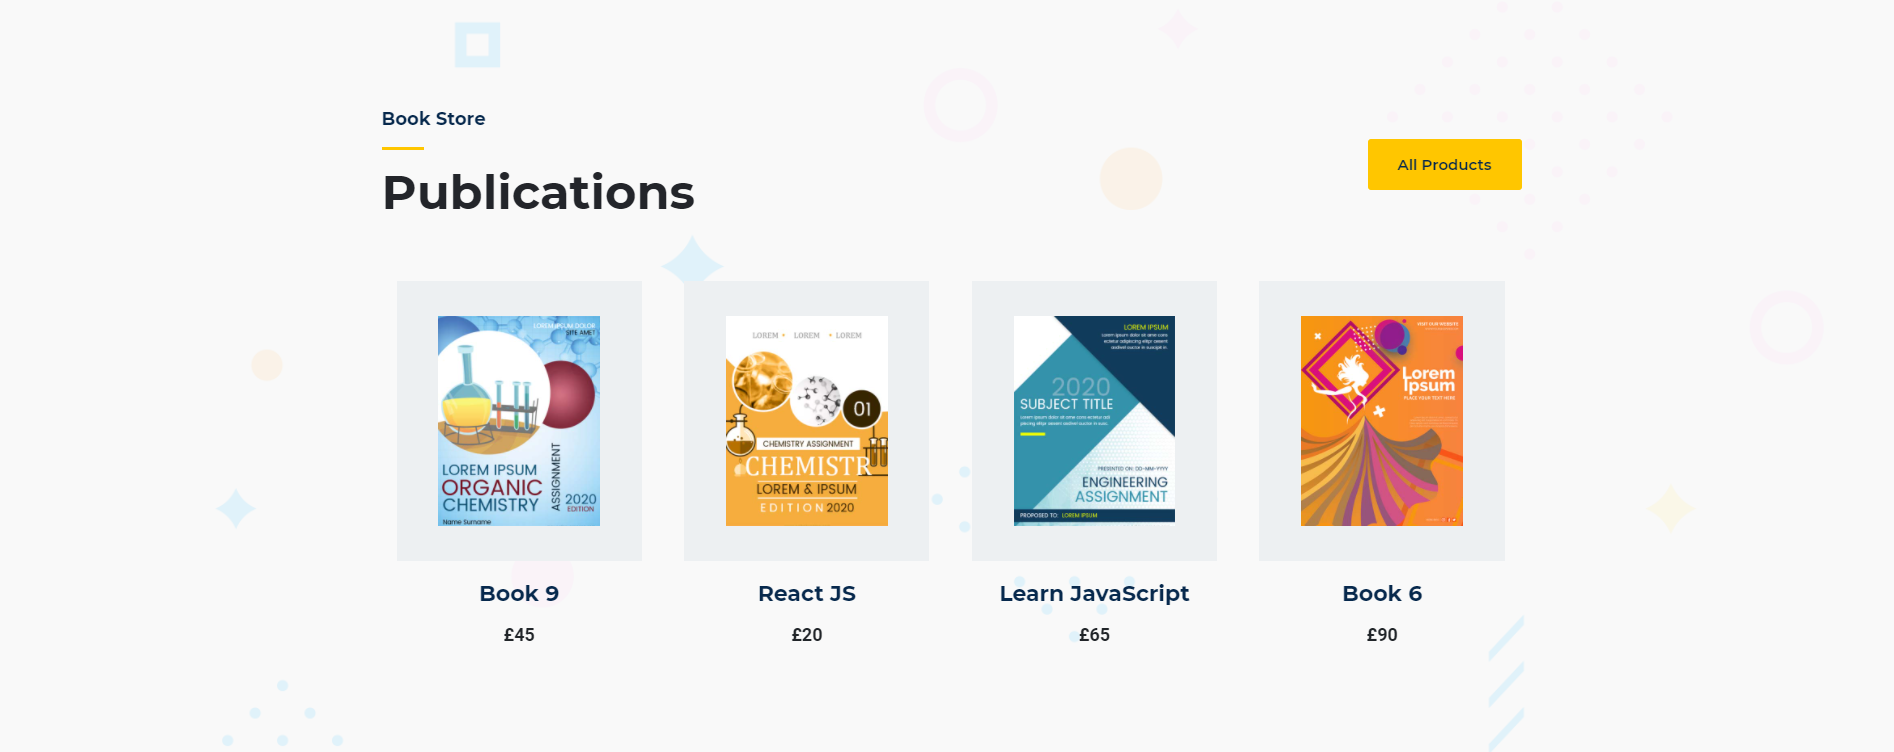 Book Store
All Products
Publications
LOREM IPSUM DOLOR
SITE AMET
LOREM IPSUM
ORGANIC
CHEMISTRY
ASSIGNMENT
2020
EDITION
Name Surname
LOREM • LOREM • LOREM
01
CHEMISTRY ASSIGNMENT
CHEMISTR
LOREM & IPSUM
EDITION 2020
LOREM IPSUM
2020
SUBJECT TITLE
PRESENTED ON: DD-MM-YYYY
ENGINEERING
ASSIGNMENT
PROPOSED TO: LOREM IPSUM
VISIT OUR WEBSITE
Lorem
Ipsum
PLACE YOUR TEXT HERE
Book 9
React JS
Learn JavaScript
Book 6
£45
£20
£65
£90